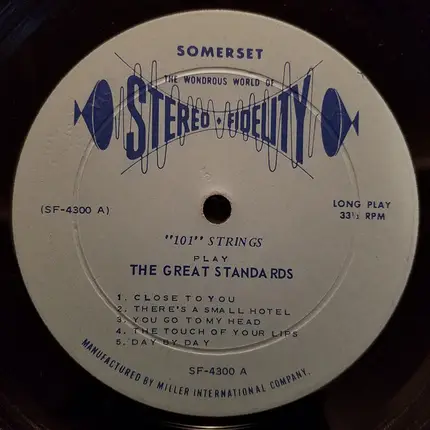 SOMERSET
THE WONDROUS WORLD OF
STEREO • FIDELITY
(SF-4300 A)
LONG PLAY
33⅓ RPM
"101" STRINGS
PLAY
THE GREAT STANDARDS
1. CLOSE TO YOU
2. THERE'S A SMALL HOTEL
3. YOU GO TO MY HEAD
4. THE TOUCH OF YOUR LIPS
5. DAY BY DAY
SF-4300 A
MANUFACTURED BY MILLER INTERNATIONAL COMPANY.